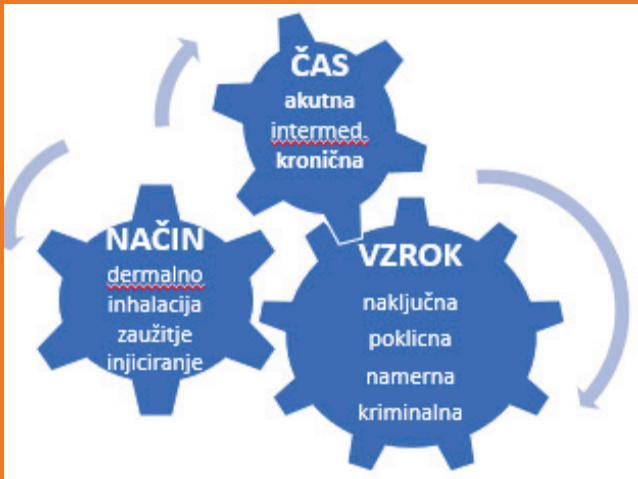 ČAS
akutna
intermed.
kronična
NAČIN
dermalno
inhalacija
zaužitje
injiciranje
VZROK
naključna
poklicna
namerna
kriminalna